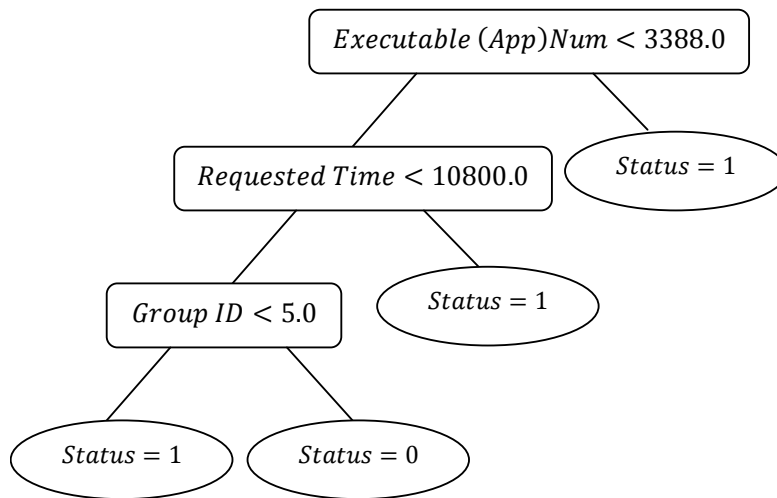 Executable (App)Num < 3388.0
Requested Time < 10800.0
Status = 1
Group ID < 5.0
Status = 1
Status = 1
Status = 0